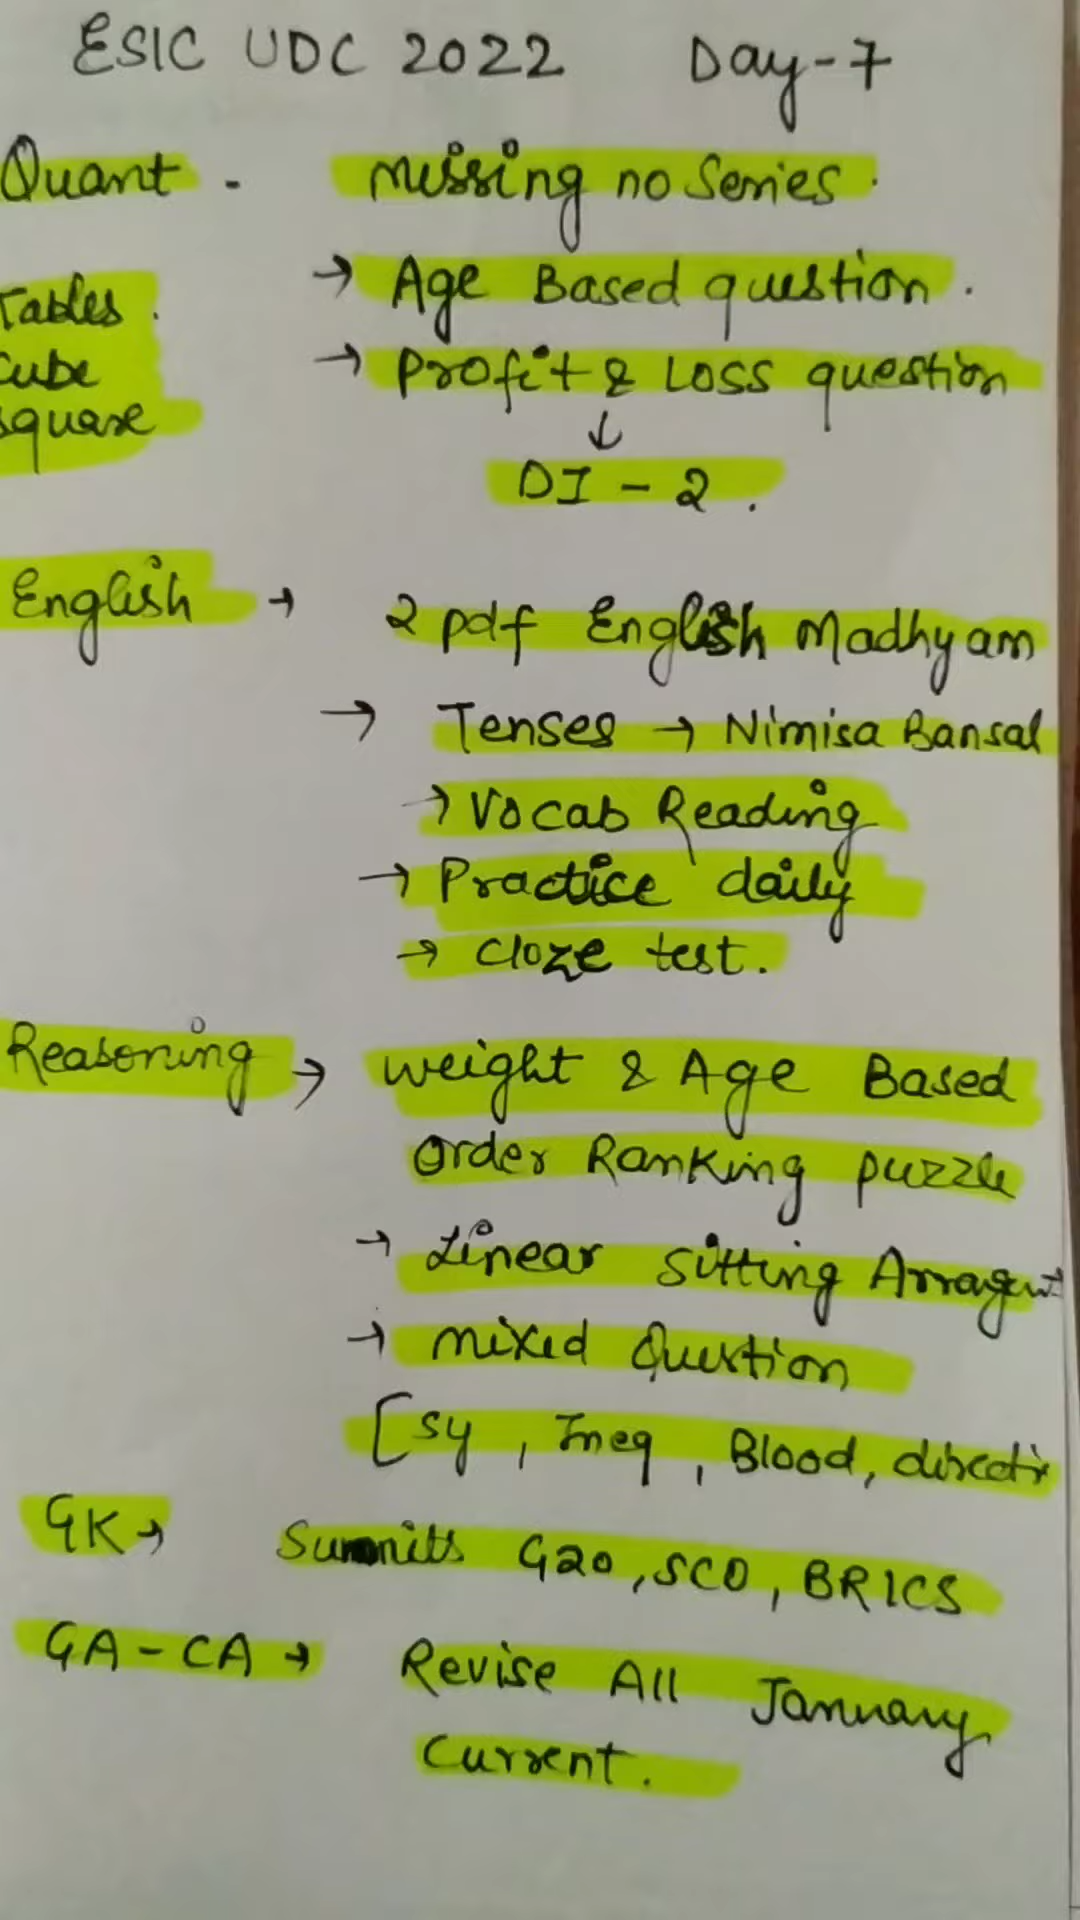 ESIC UDC 2022 Day-7
Quant - missing no Series.
→ Age Based question.
Tables.
→ Profit & Loss question
Cube
square
↓
DI - 2.
English → 2 pdf English Madhyam
→ Tenses → Nimisa Bansal
→ Vocab Reading
→ Practice daily
→ Cloze test.
Reasoning → weight & Age Based
order Ranking puzzle
→ Linear Sitting Arragent
→ mixed Question
[sy, Ineq, Blood, directi
GK → Summits G20, SCO, BRICS
GA-CA → Revise All January
Current.